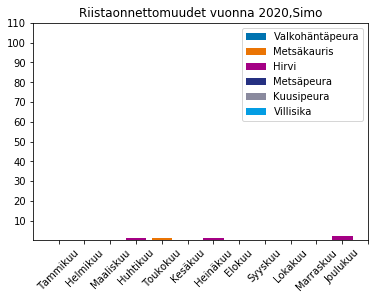 Riistaonnettomuudet vuonna 2020,Simo
110
100
90
80
70
60
50
40
30
20
10
Valkohäntäpeura
Metsäkauris
Hirvi
Metsäpeura
Kuusipeura
Villisika
Tammikuu
Helmikuu
Maaliskuu
Huhtikuu
Toukokuu
Kesäkuu
Heinäkuu
Elokuu
Syyskuu
Lokakuu
Marraskuu
Joulukuu